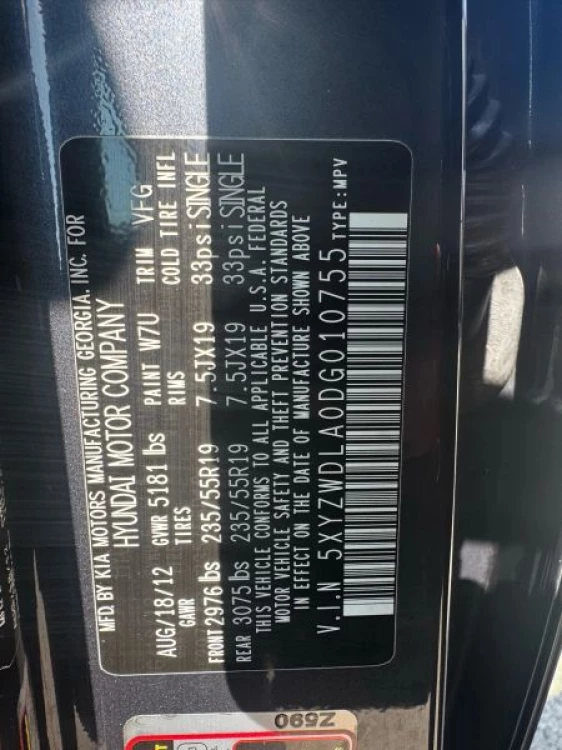 MFD. BY KIA MOTORS MANUFACTURING GEORGIA. INC. FOR
HYUNDAI MOTOR COMPANY
AUG/18/12 GVWR 5181 lbs PAINT W7U TRIM VFG
GAWR TIRES RIMS COLD TIRE INFL
FRONT 2976 lbs 235/55R19 7.5JX19 33psi SINGLE
REAR 3075 lbs 235/55R19 7.5JX19 33psi SINGLE
THIS VEHICLE CONFORMS TO ALL APPLICABLE U.S.A. FEDERAL
MOTOR VEHICLE SAFETY AND THEFT PREVENTION STANDARDS
IN EFFECT ON THE DATE OF MANUFACTURE SHOWN ABOVE
V.I.N 5XYZWDLA0DG010755 TYPE:MPV
Z690